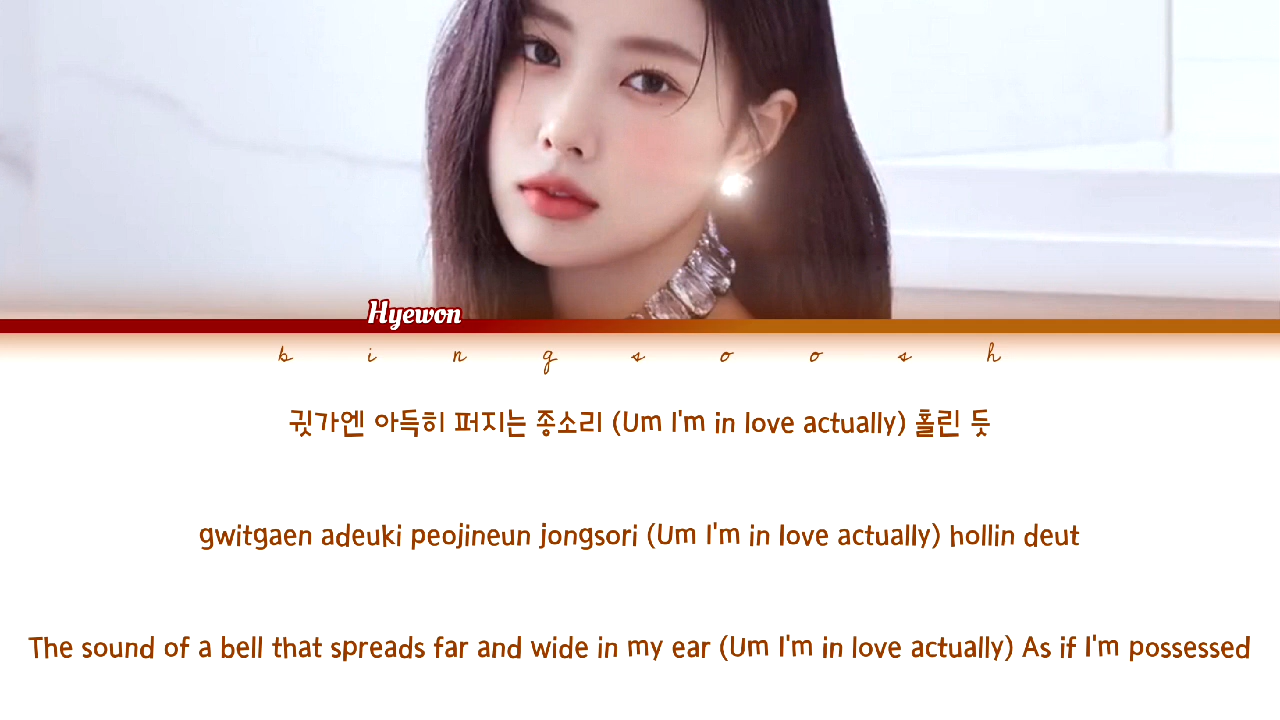 Hyewon
bingsoosh
귓가엔 아득히 퍼지는 종소리 (Um I'm in love actually) 홀린 듯
gwitgaen adeuki peojineun jongsori (Um I'm in love actually) hollin deut
The sound of a bell that spreads far and wide in my ear (Um I'm in love actually) As if I'm possessed